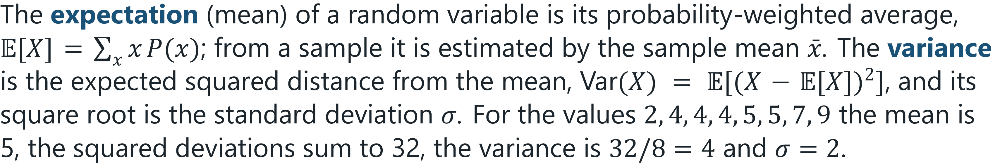 The expectation (mean) of a random variable is its probability-weighted average,
𝔼[X] = ∑ₓ x P(x); from a sample it is estimated by the sample mean x̄. The variance
is the expected squared distance from the mean, Var(X) = 𝔼[(X − 𝔼[X])²], and its
square root is the standard deviation σ. For the values 2, 4, 4, 4, 5, 5, 7, 9 the mean is
5, the squared deviations sum to 32, the variance is 32/8 = 4 and σ = 2.